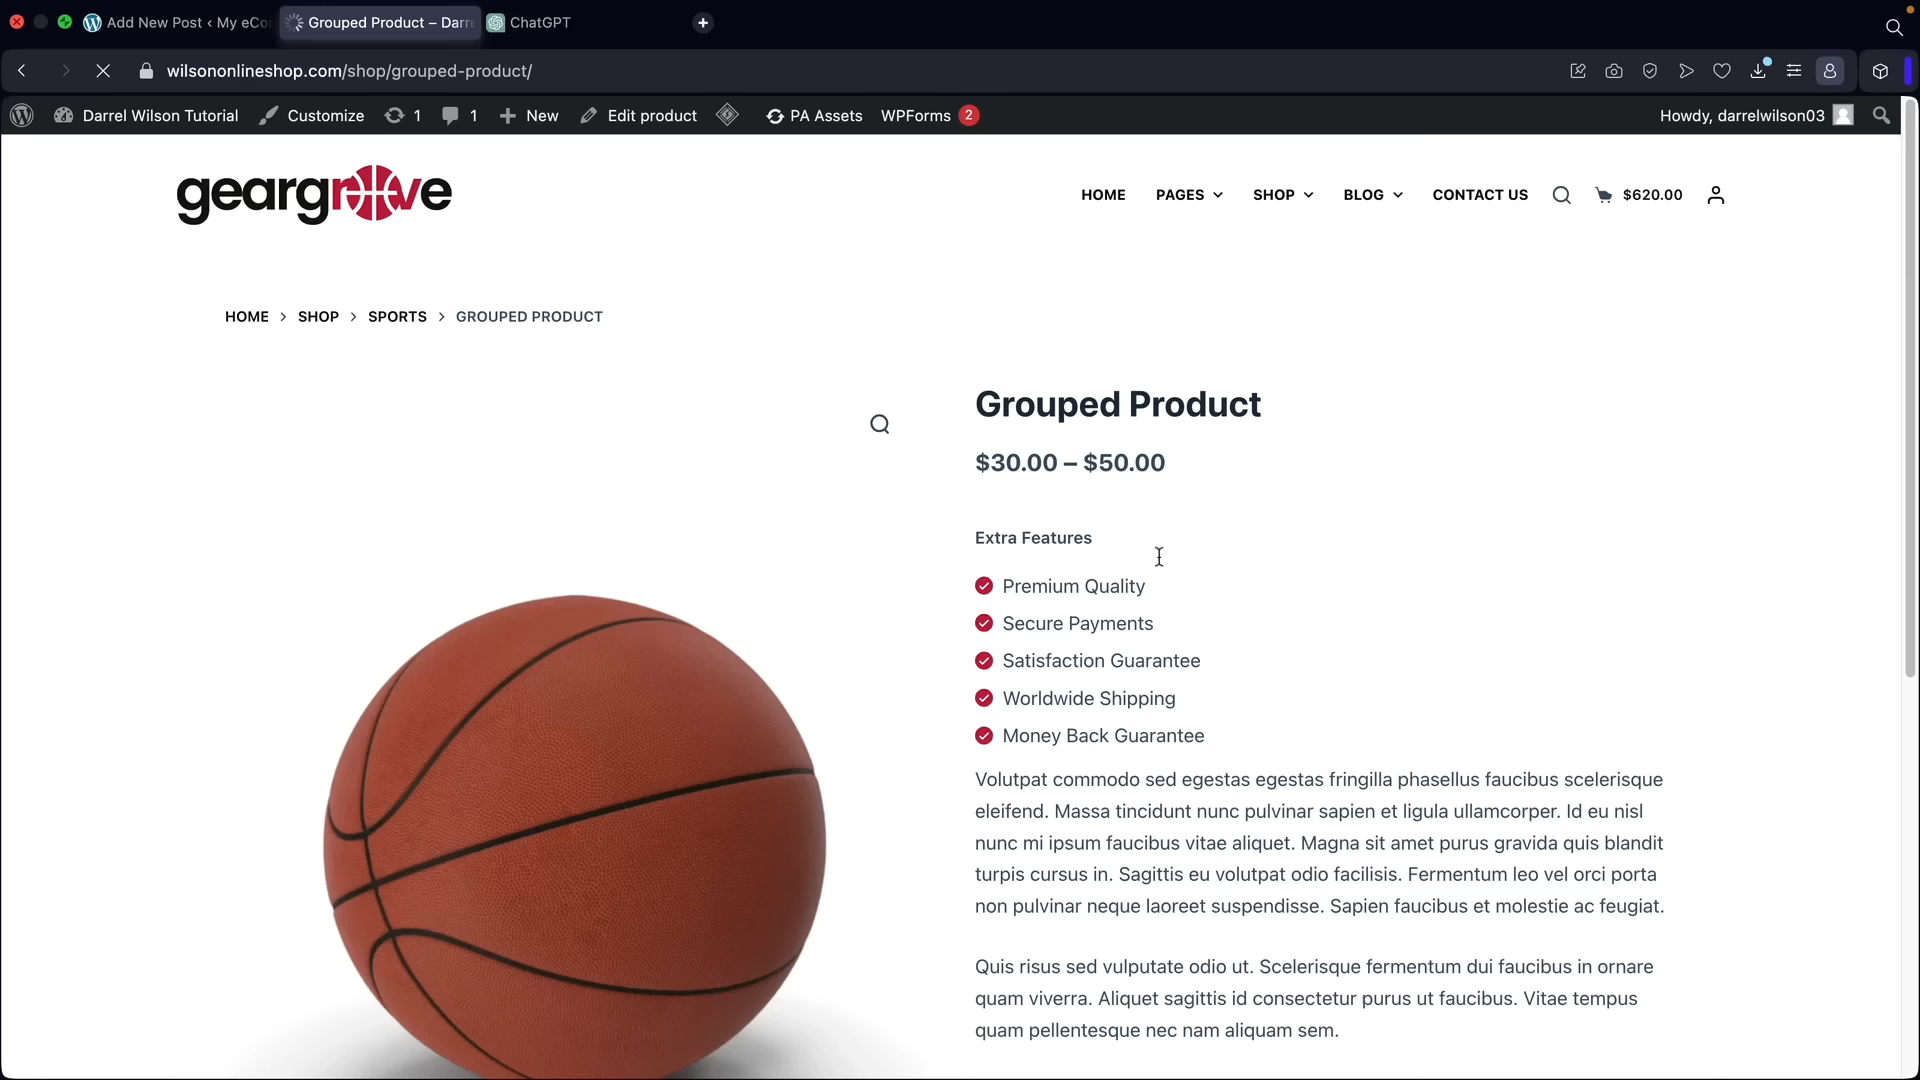 Add New Post ‹ My eCo
Grouped Product – Darr
ChatGPT
wilsononlineshop.com/shop/grouped-product/
Darrel Wilson Tutorial
Customize
1
1
New
Edit product
PA Assets
WPForms 2
Howdy, darrelwilson03
geargroove
HOME
PAGES
SHOP
BLOG
CONTACT US
$620.00
HOME > SHOP > SPORTS > GROUPED PRODUCT
Grouped Product
$30.00 – $50.00
Extra Features
Premium Quality
Secure Payments
Satisfaction Guarantee
Worldwide Shipping
Money Back Guarantee
Volutpat commodo sed egestas egestas fringilla phasellus faucibus scelerisque
eleifend. Massa tincidunt nunc pulvinar sapien et ligula ullamcorper. Id eu nisl
nunc mi ipsum faucibus vitae aliquet. Magna sit amet purus gravida quis blandit
turpis cursus in. Sagittis eu volutpat odio facilisis. Fermentum leo vel orci porta
non pulvinar neque laoreet suspendisse. Sapien faucibus et molestie ac feugiat.
Quis risus sed vulputate odio ut. Scelerisque fermentum dui faucibus in ornare
quam viverra. Aliquet sagittis id consectetur purus ut faucibus. Vitae tempus
quam pellentesque nec nam aliquam sem.